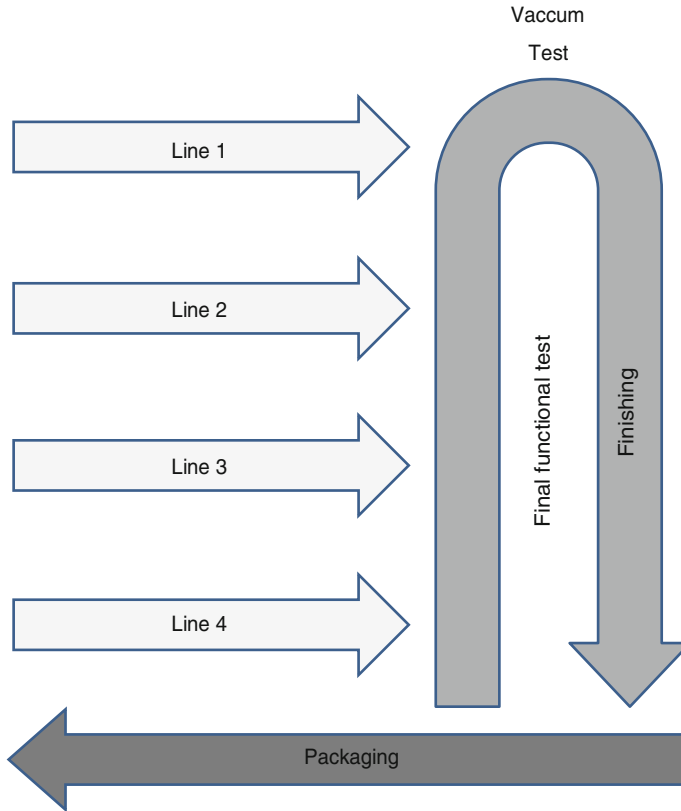 Vaccum
Test
Line 1
Line 2
Line 3
Line 4
Final functional test
Finishing
Packaging